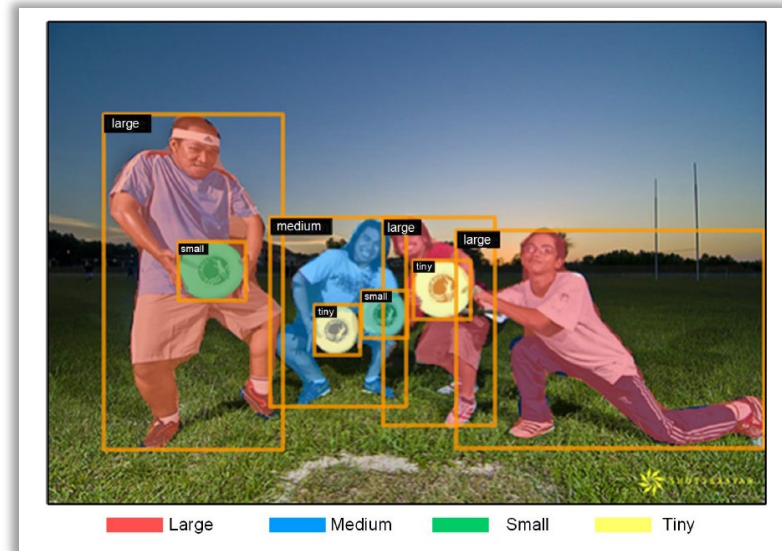 large
medium
large
large
small
tiny
tiny
small
Large Medium Small Tiny